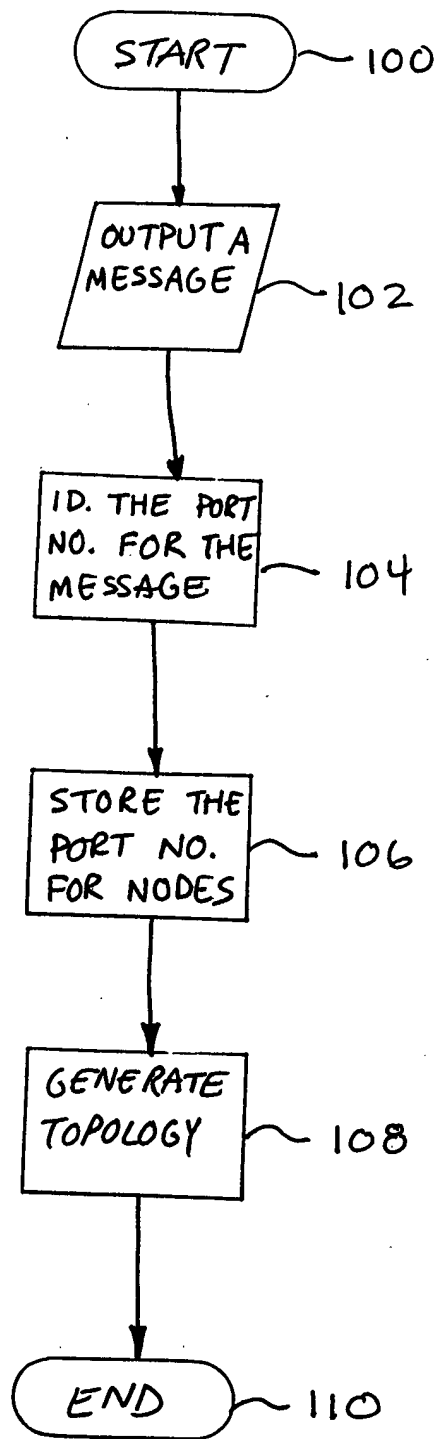 START
100
OUTPUT A
MESSAGE
102
ID. THE PORT
NO. FOR THE
MESSAGE
104
STORE THE
PORT NO.
FOR NODES
106
GENERATE
TOPOLOGY
108
END
110